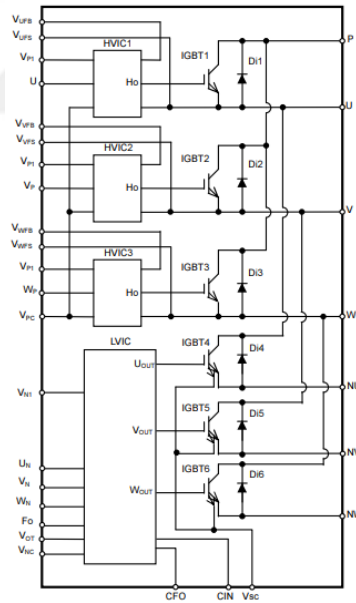 VUFB
VUFS
VP1
U
HVIC1
Ho
IGBT1
Di1
P
U
VVFB
VVFS
VP1
VP
HVIC2
Ho
IGBT2
Di2
V
VWFB
VWFS
VP1
WP
VPC
HVIC3
Ho
IGBT3
Di3
W
LVIC
UOUT
IGBT4
Di4
VN1
VOUT
IGBT5
Di5
WOUT
IGBT6
Di6
UN
VN
WN
Fo
VOT
VNC
CFO
CIN
Vsc